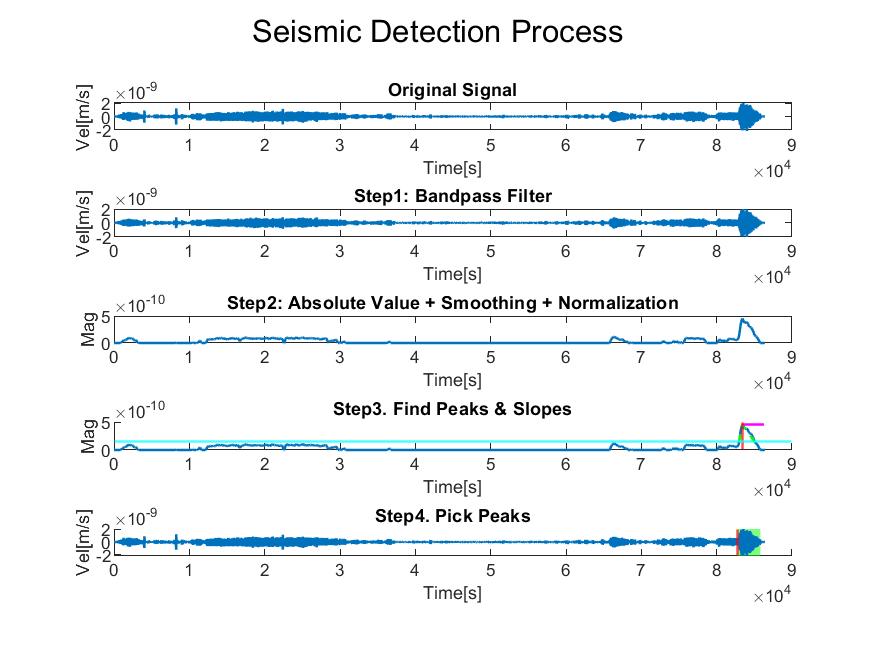 Seismic Detection Process
×10^-9
Original Signal
Vel[m/s]
2
0
-2
0 1 2 3 4 5 6 7 8 9
Time[s]
×10^4
×10^-9
Step1: Bandpass Filter
Vel[m/s]
2
0
-2
0 1 2 3 4 5 6 7 8 9
Time[s]
×10^4
×10^-10
Step2: Absolute Value + Smoothing + Normalization
Mag
5
0
0 1 2 3 4 5 6 7 8 9
Time[s]
×10^4
×10^-10
Step3. Find Peaks & Slopes
Mag
5
0
0 1 2 3 4 5 6 7 8 9
Time[s]
×10^4
×10^-9
Step4. Pick Peaks
Vel[m/s]
2
0
-2
0 1 2 3 4 5 6 7 8 9
Time[s]
×10^4